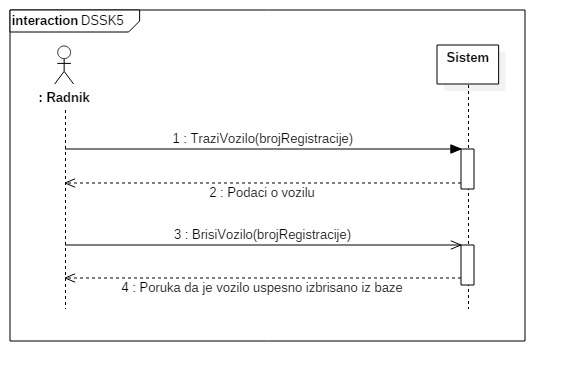 interaction DSSK5
Sistem
: Radnik
1 : TraziVozilo(brojRegistracije)
2 : Podaci o vozilu
3 : BrisiVozilo(brojRegistracije)
4 : Poruka da je vozilo uspesno izbrisano iz baze